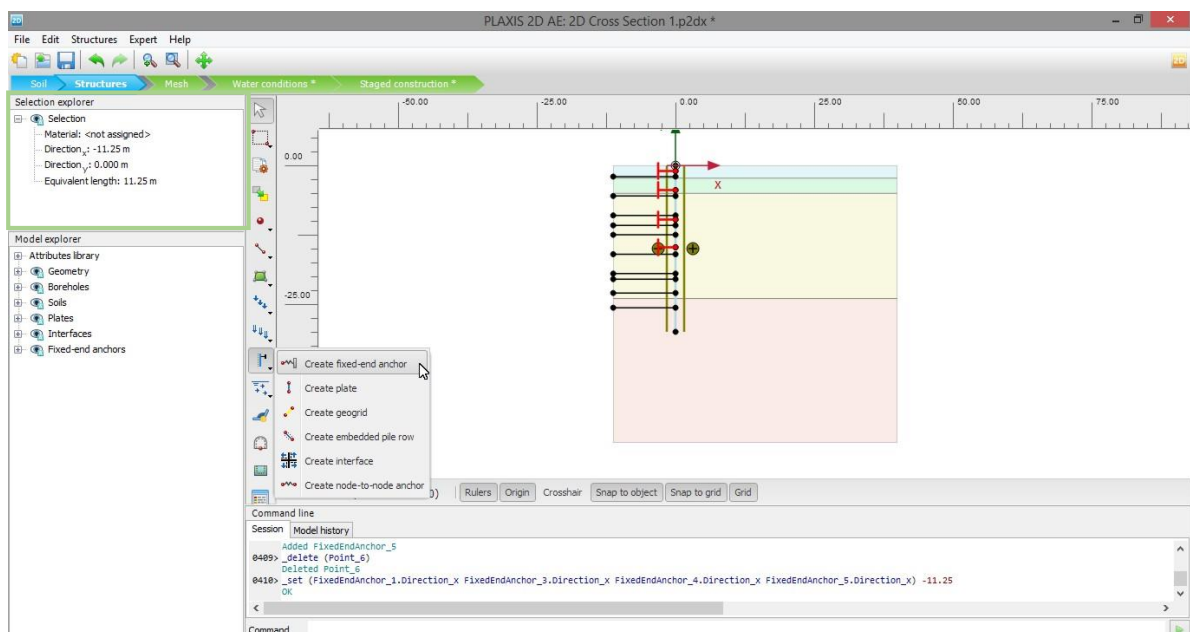 2D
PLAXIS 2D AE: 2D Cross Section 1.p2dx *
File Edit Structures Expert Help
2D
Soil Structures Mesh Water conditions * Staged construction *
Selection explorer
Selection
Material: <not assigned>
Direction x: -11.25 m
Direction y: 0.000 m
Equivalent length: 11.25 m
Model explorer
Attributes library
Geometry
Boreholes
Soils
Plates
Interfaces
Fixed-end anchors
-50.00 -25.00 0.00 25.00 50.00 75.00
0.00
X
-25.00
Create fixed-end anchor
Create plate
Create geogrid
Create embedded pile row
Create interface
Create node-to-node anchor
0) Rulers Origin Crosshair Snap to object Snap to grid Grid
Command line
Session Model history
Added FixedEndAnchor_5
0409> _delete (Point_6)
Deleted Point_6
0410> _set (FixedEndAnchor_1.Direction_x FixedEndAnchor_3.Direction_x FixedEndAnchor_4.Direction_x FixedEndAnchor_5.Direction_x) -11.25
OK
Command